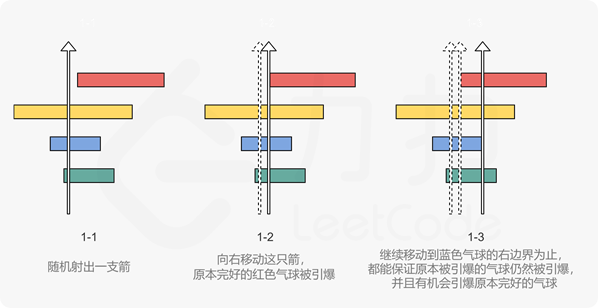 力扣
LeetCode
1-1
随机射出一支箭
1-2
向右移动这只箭，
原本完好的红色气球被引爆
1-3
继续移动到蓝色气球的右边界为止，
都能保证原本被引爆的气球仍然被引爆，
并且有机会引爆原本完好的气球